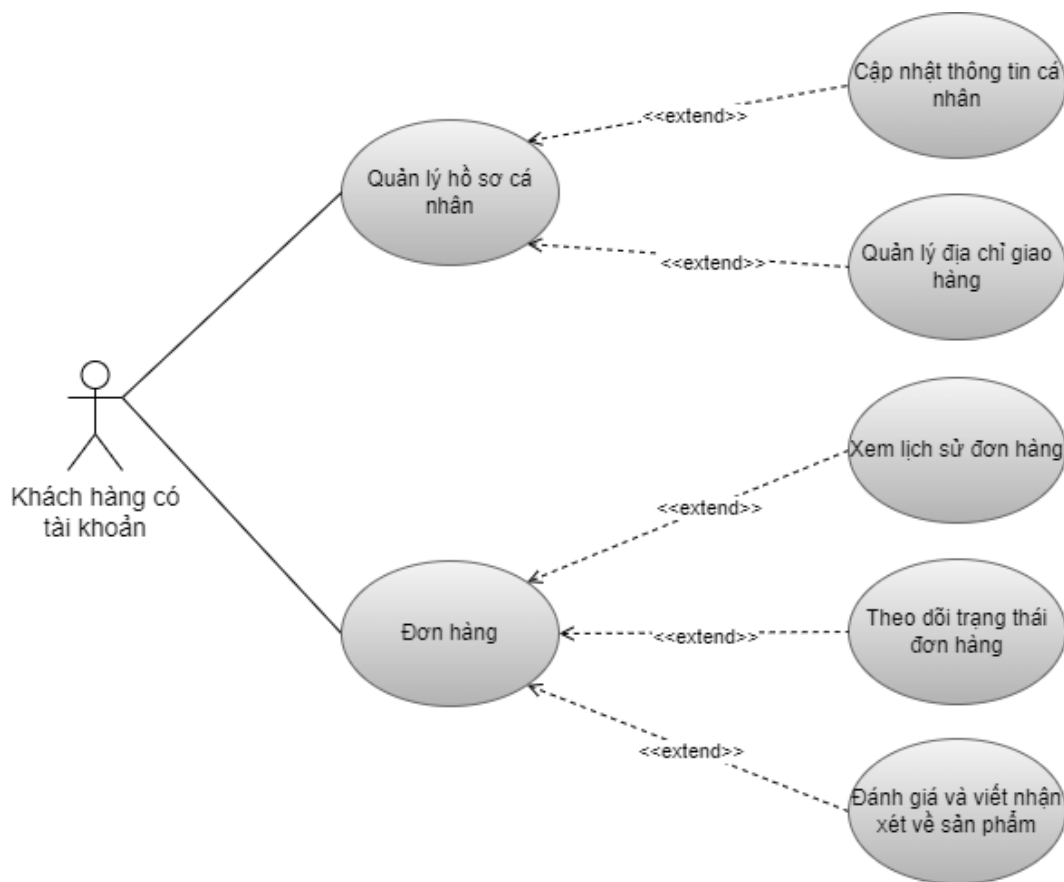 Cập nhật thông tin cá
nhân
<<extend>>
Quản lý hồ sơ cá
nhân
<<extend>>
Quản lý địa chỉ giao
hàng
Khách hàng có
tài khoản
Xem lịch sử đơn hàng
<<extend>>
Đơn hàng
<<extend>>
Theo dõi trạng thái
đơn hàng
<<extend>>
Đánh giá và viết nhận
xét về sản phẩm